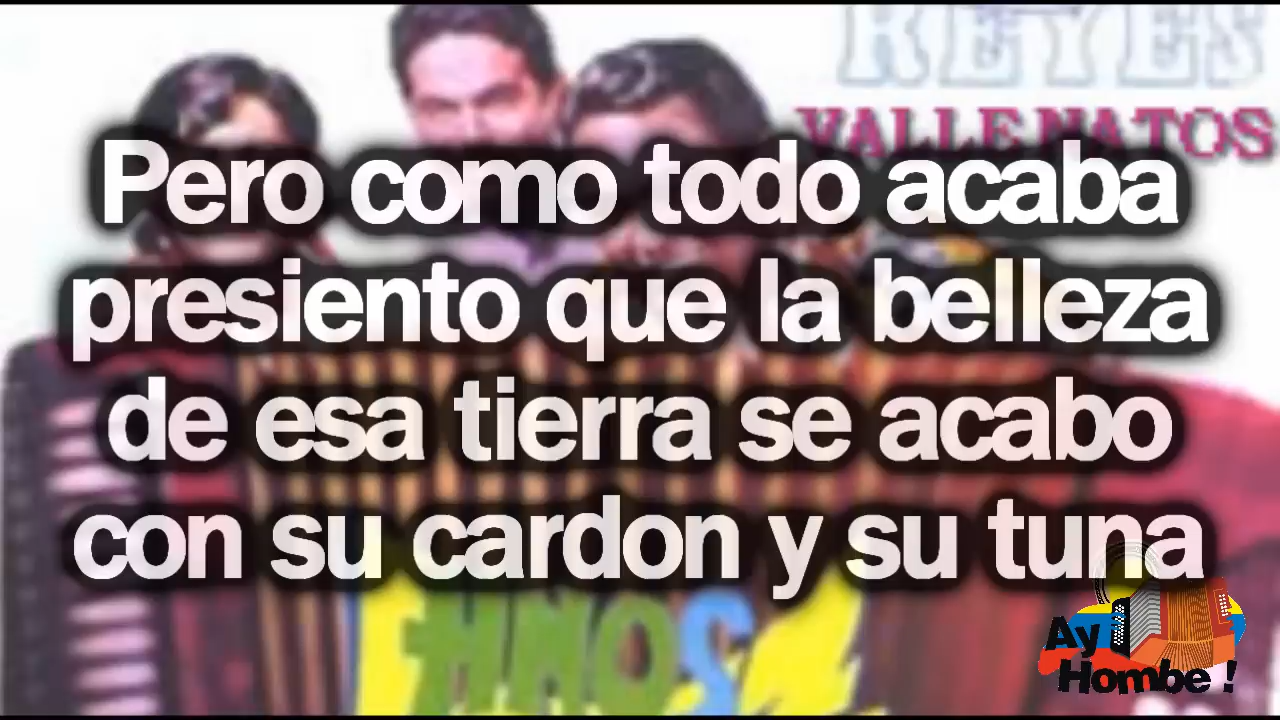 REYES
VALLENATOS
Pero como todo acaba
presiento que la belleza
de esa tierra se acabo
con su cardon y su tuna
HNOS
Ay
Hombe !